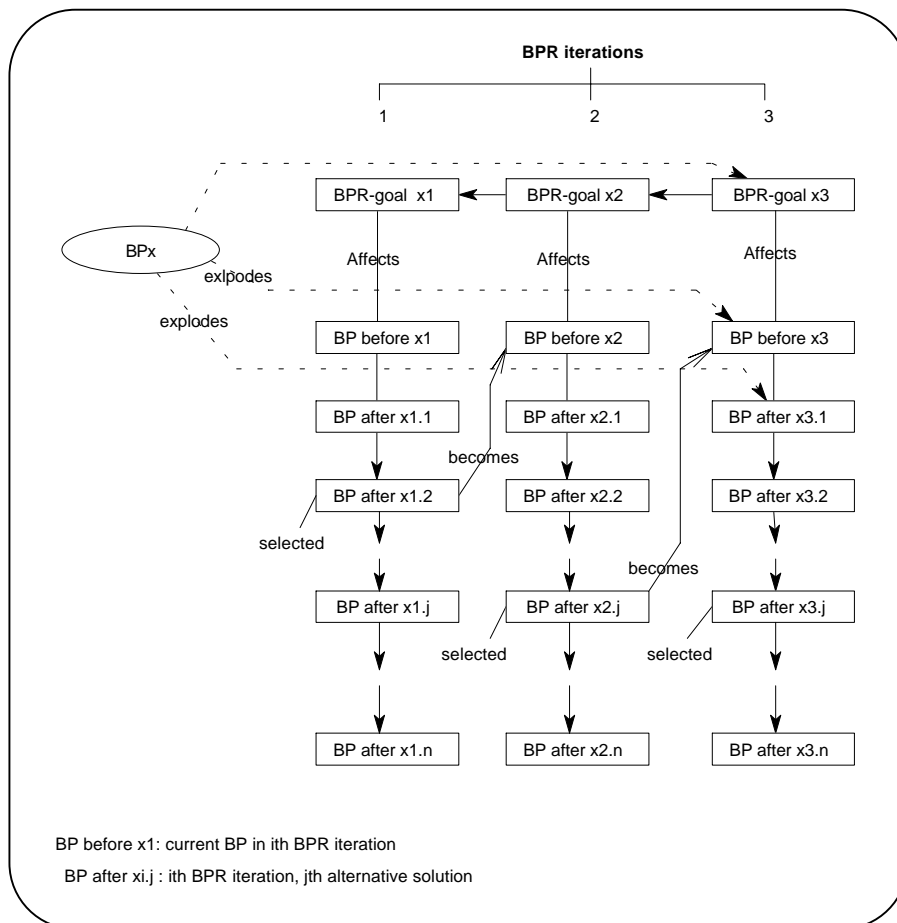 BPR iterations
1 2 3
BPR-goal x1 BPR-goal x2 BPR-goal x3
BPx
Affects Affects Affects
exlpodes
explodes
BP before x1 BP before x2 BP before x3
BP after x1.1 BP after x2.1 BP after x3.1
becomes
BP after x1.2 BP after x2.2 BP after x3.2
selected
becomes
BP after x1.j BP after x2.j BP after x3.j
selected selected
BP after x1.n BP after x2.n BP after x3.n
BP before x1: current BP in ith BPR iteration
BP after xi.j : ith BPR iteration, jth alternative solution